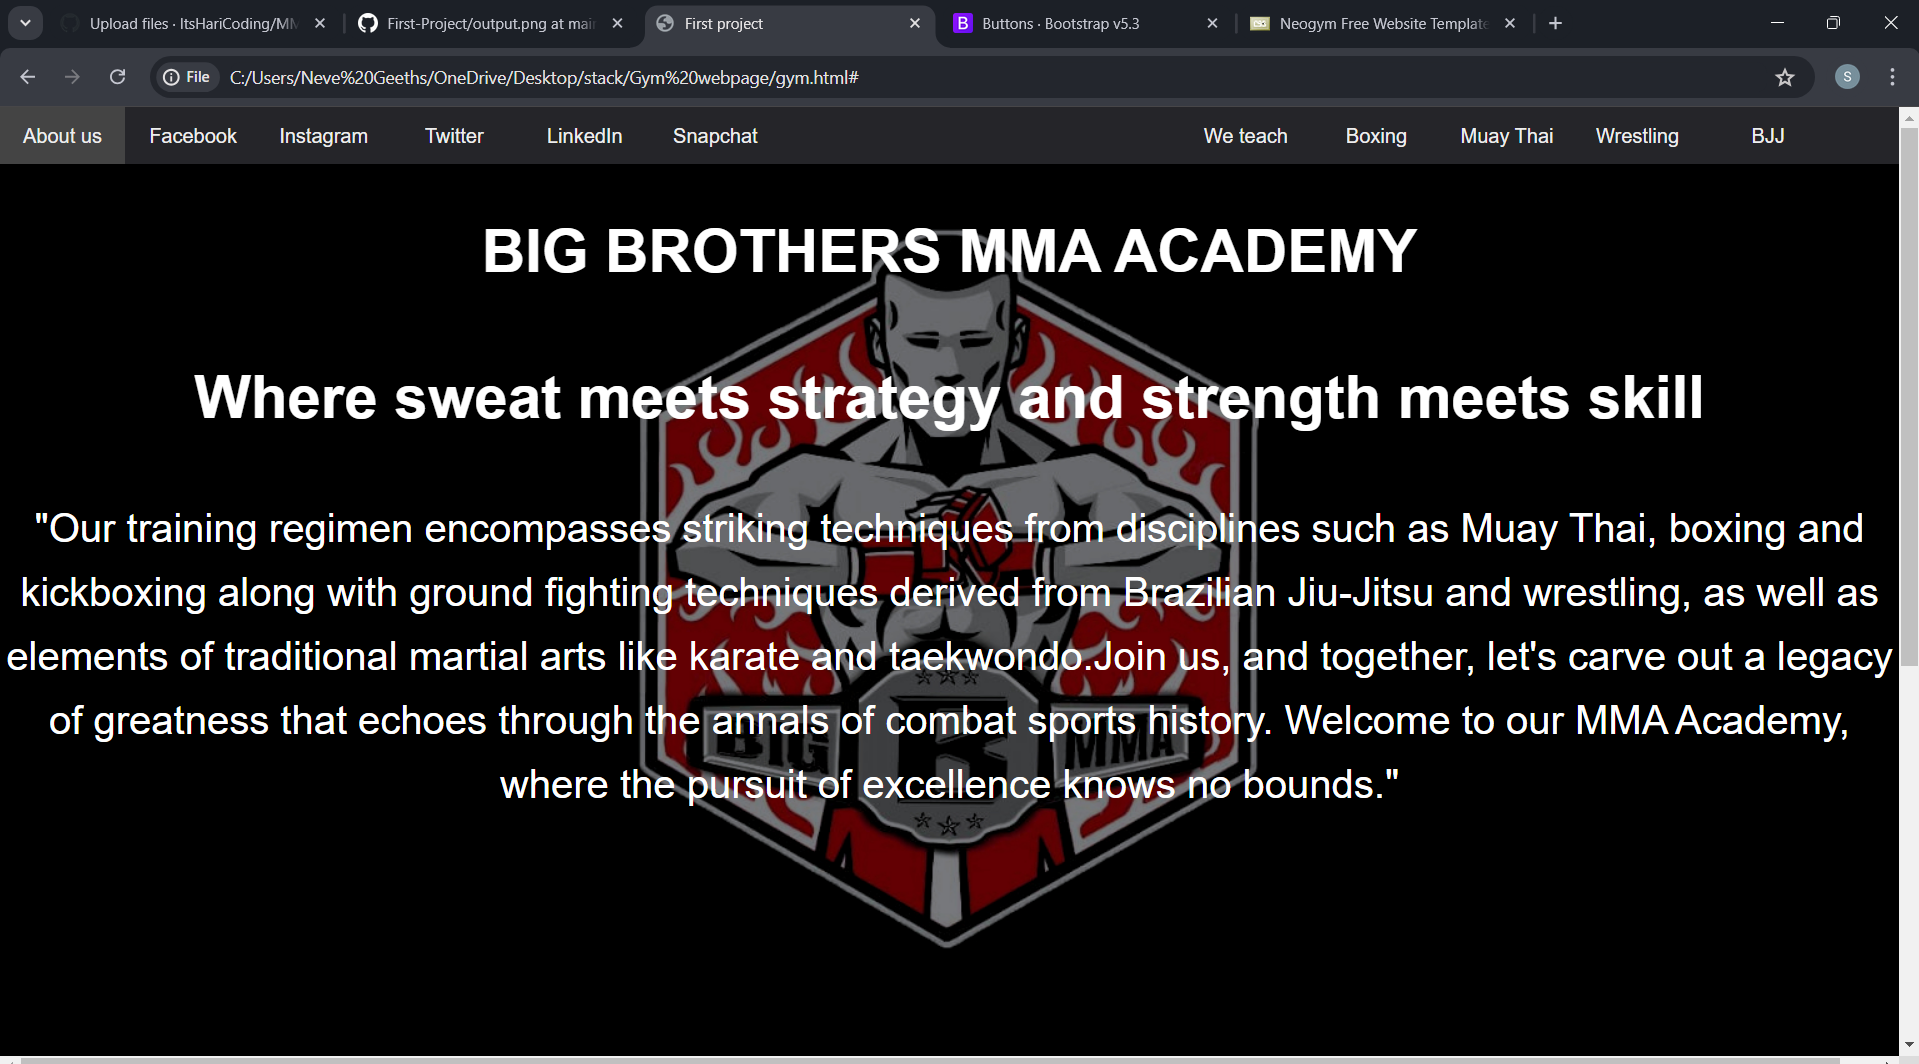 Upload files · ItsHariCoding/MM
First-Project/output.png at mai
First project
B
Buttons · Bootstrap v5.3
Neogym Free Website Template
File
C:/Users/Neve%20Geeths/OneDrive/Desktop/stack/Gym%20webpage/gym.html#
S
About us
Facebook
Instagram
Twitter
LinkedIn
Snapchat
We teach
Boxing
Muay Thai
Wrestling
BJJ
BIG BROTHERS MMA ACADEMY
Where sweat meets strategy and strength meets skill
"Our training regimen encompasses striking techniques from disciplines such as Muay Thai, boxing and
kickboxing along with ground fighting techniques derived from Brazilian Jiu-Jitsu and wrestling, as well as
elements of traditional martial arts like karate and taekwondo.Join us, and together, let's carve out a legacy
of greatness that echoes through the annals of combat sports history. Welcome to our MMA Academy,
where the pursuit of excellence knows no bounds."
BIG
B
MMA